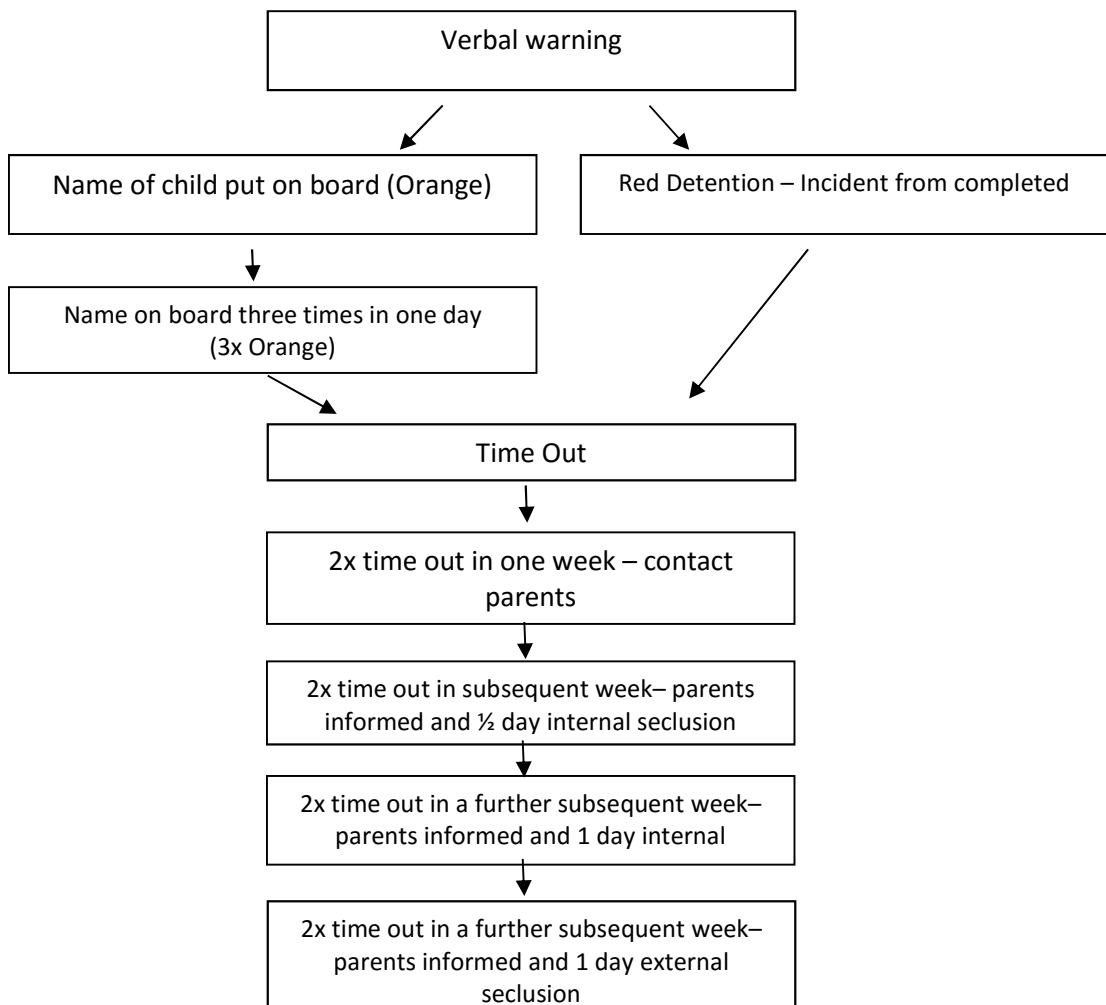 Verbal warning
Name of child put on board (Orange)
Red Detention – Incident from completed
Name on board three times in one day
(3x Orange)
Time Out
2x time out in one week – contact
parents
2x time out in subsequent week– parents
informed and ½ day internal seclusion
2x time out in a further subsequent week–
parents informed and 1 day internal
2x time out in a further subsequent week–
parents informed and 1 day external
seclusion